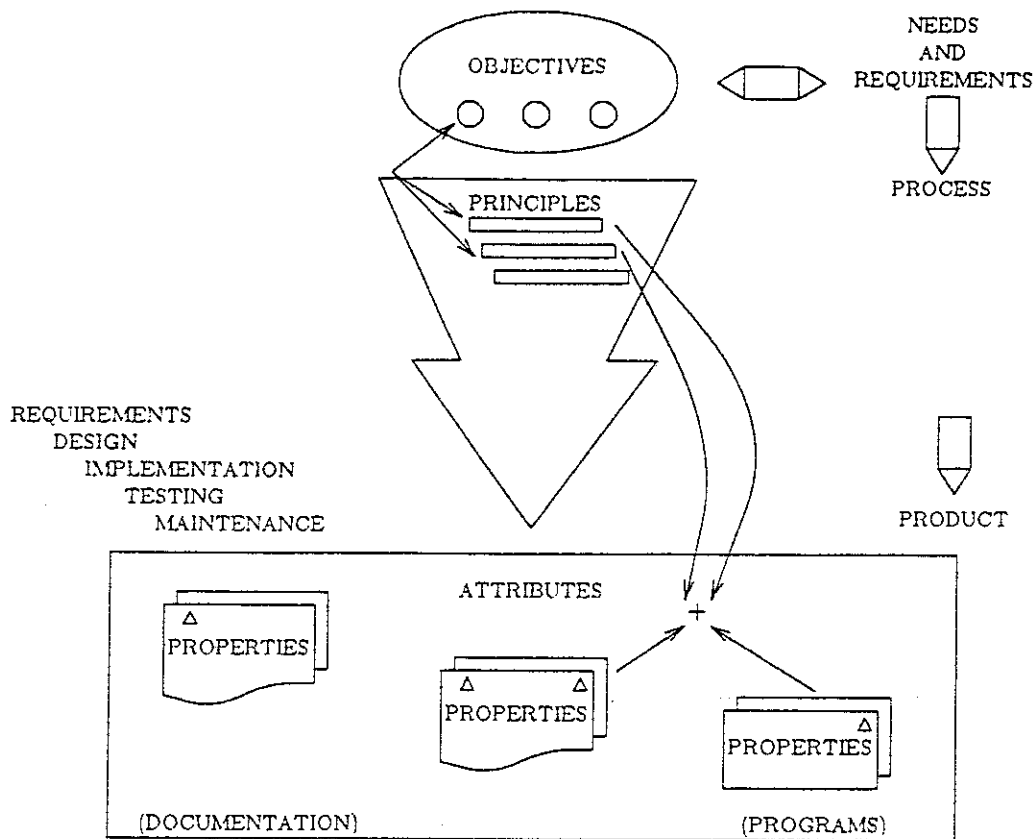 OBJECTIVES
NEEDS
AND
REQUIREMENTS
PROCESS
PRINCIPLES
REQUIREMENTS
DESIGN
IMPLEMENTATION
TESTING
MAINTENANCE
PRODUCT
ATTRIBUTES
+
PROPERTIES
PROPERTIES
PROPERTIES
(DOCUMENTATION)
(PROGRAMS)